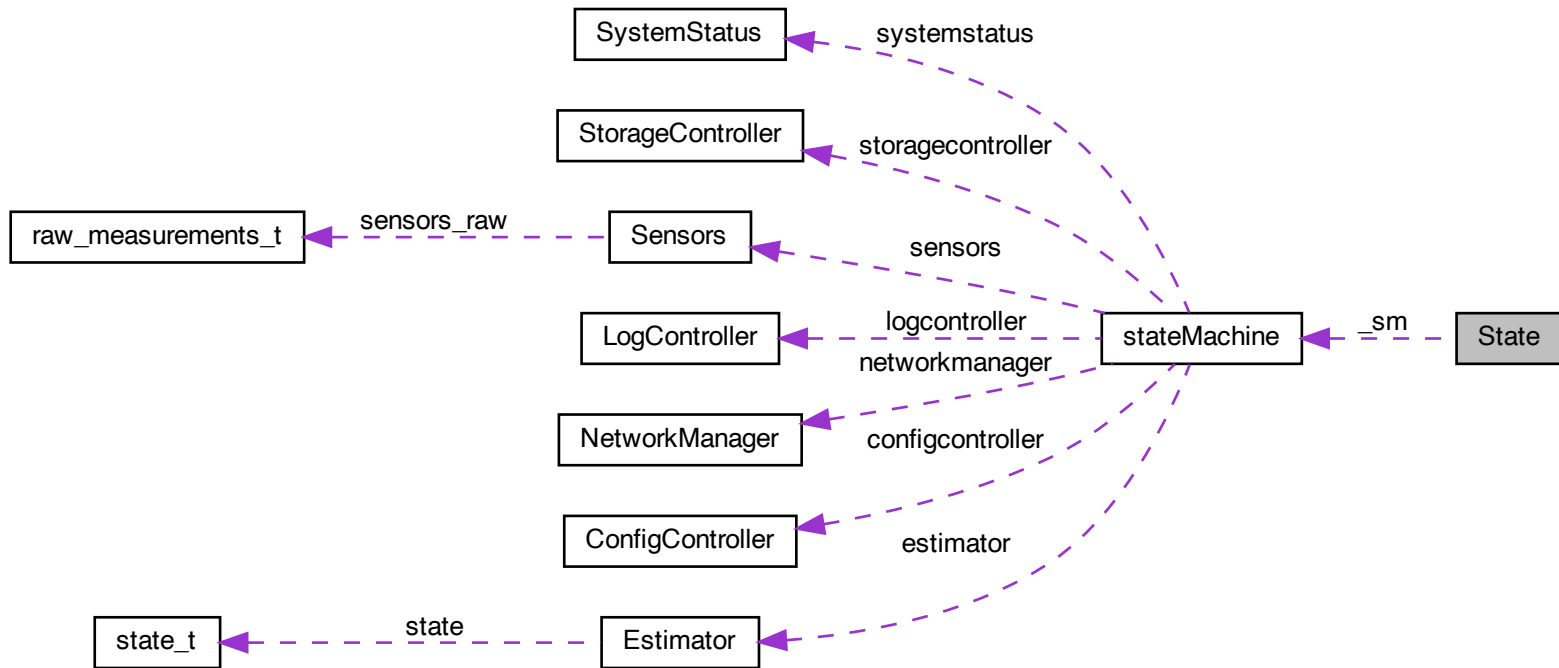 SystemStatus
systemstatus
StorageController
storagecontroller
raw_measurements_t
sensors_raw
Sensors
sensors
LogController
logcontroller
stateMachine
_sm
State
networkmanager
NetworkManager
configcontroller
ConfigController
estimator
state_t
state
Estimator